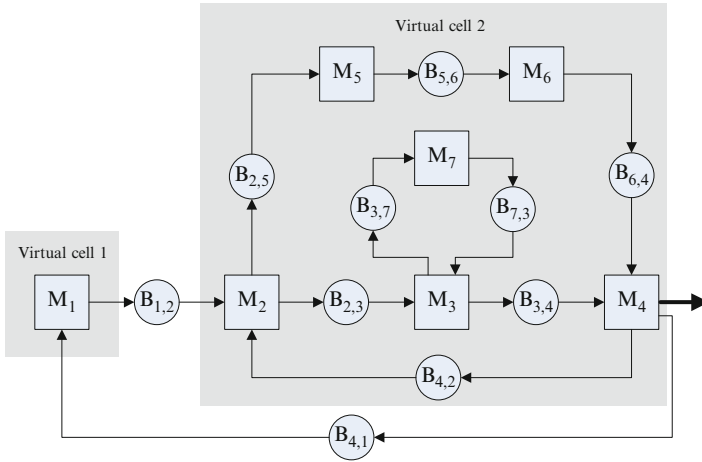 Virtual cell 2
M5
B5,6
M6
M7
B2,5
B6,4
B3,7
B7,3
Virtual cell 1
M1
B1,2
M2
B2,3
M3
B3,4
M4
B4,2
B4,1